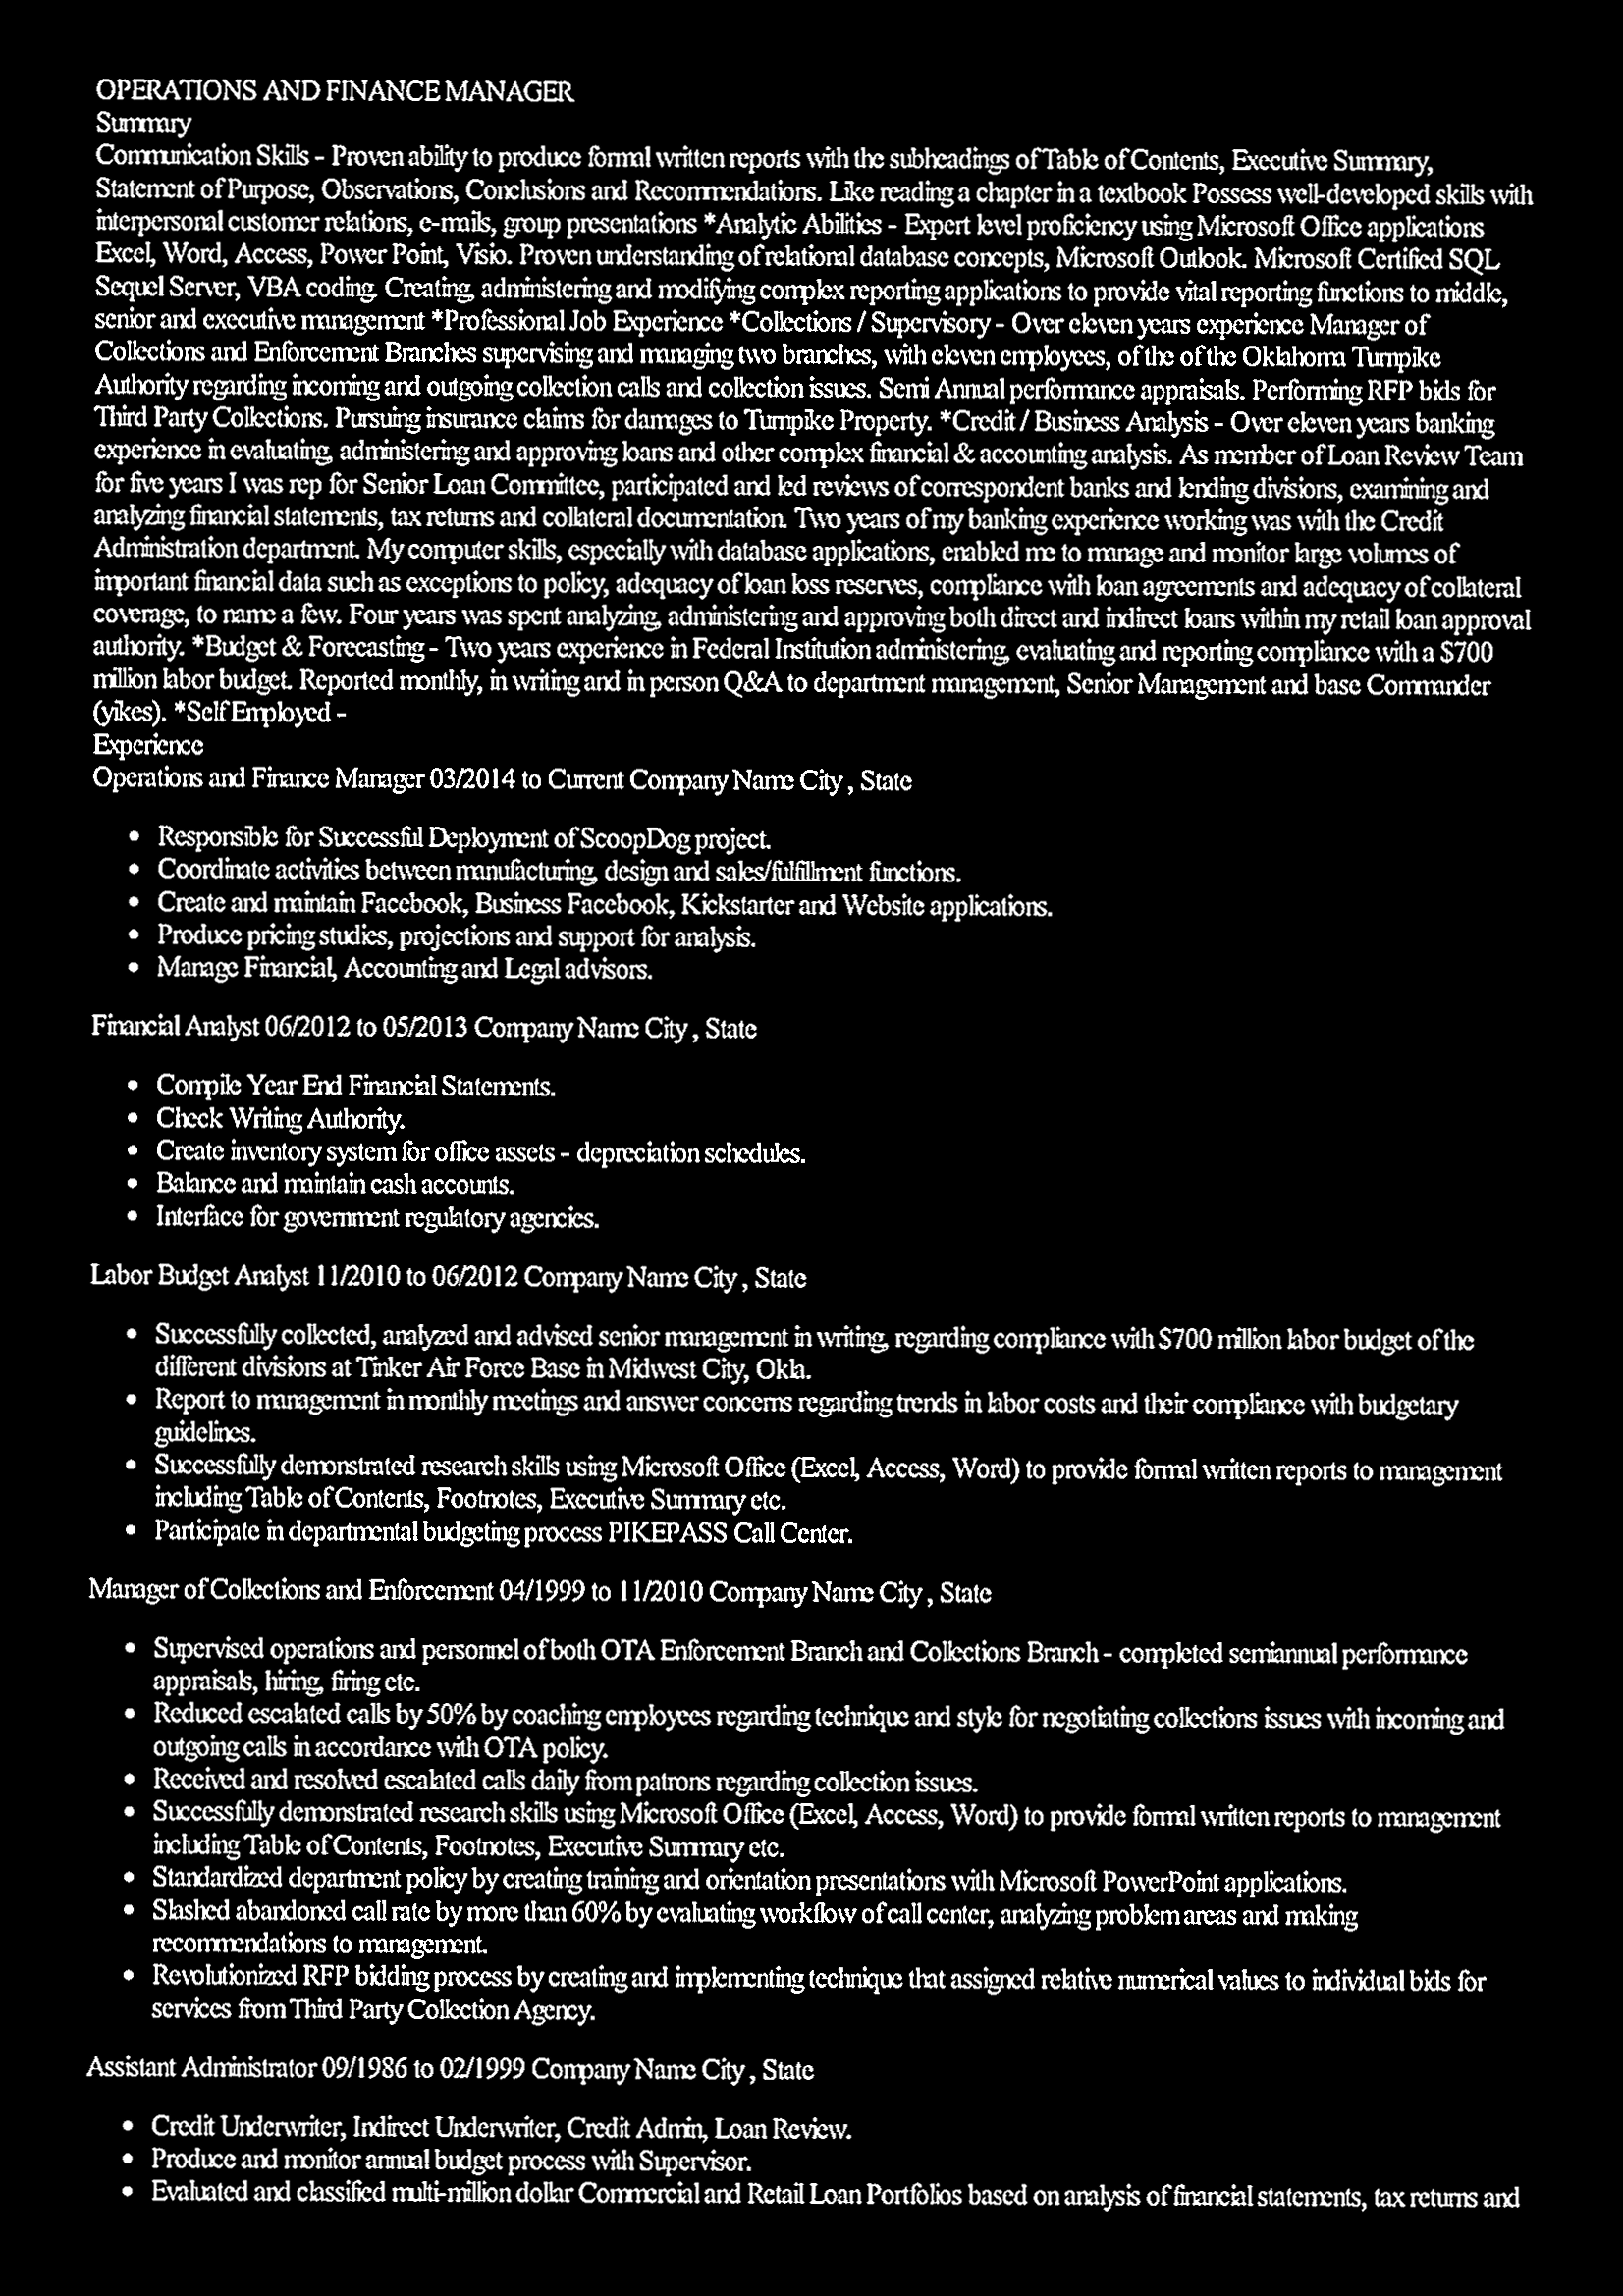 OPERATIONS AND FINANCE MANAGER
Summary
Communication Skills - Proven ability to produce formal written reports with the subheadings of Table of Contents, Executive Summary,
Statement of Purpose, Observations, Conclusions and Recommendations. Like reading a chapter in a textbook Possess well-developed skills with
interpersonal customer relations, e-mails, group presentations *Analytic Abilities - Expert level proficiency using Microsoft Office applications
Excel, Word, Access, Power Point, Visio. Proven understanding of relational database concepts, Microsoft Outlook. Microsoft Certified SQL
Sequel Server, VBA coding. Creating, administering and modifying complex reporting applications to provide vital reporting functions to middle,
senior and executive management *Professional Job Experience *Collections / Supervisory - Over eleven years experience Manager of
Collections and Enforcement Branches supervising and managing two branches, with eleven employees, of the of the Oklahoma Turnpike
Authority regarding incoming and outgoing collection calls and collection issues. Semi Annual performance appraisals. Performing RFP bids for
Third Party Collections. Pursuing insurance claims for damages to Turnpike Property. *Credit / Business Analysis - Over eleven years banking
experience in evaluating, administering and approving loans and other complex financial & accounting analysis. As member of Loan Review Team
for five years I was rep for Senior Loan Committee, participated and led reviews of correspondent banks and lending divisions, examining and
analyzing financial statements, tax returns and collateral documentation. Two years of my banking experience working was with the Credit
Administration department. My computer skills, especially with database applications, enabled me to manage and monitor large volumes of
important financial data such as exceptions to policy, adequacy of loan loss reserves, compliance with loan agreements and adequacy of collateral
coverage, to name a few. Four years was spent analyzing, administering and approving both direct and indirect loans within my retail loan approval
authority. *Budget & Forecasting - Two years experience in Federal Institution administering, evaluating and reporting compliance with a $700
million labor budget. Reported monthly, in writing and in person Q&A to department management, Senior Management and base Commander
(yikes). *Self Employed -
Experience
Operations and Finance Manager 03/2014 to Current Company Name City , State
• Responsible for Successful Deployment of ScoopDog project.
• Coordinate activities between manufacturing, design and sales/fulfillment functions.
• Create and maintain Facebook, Business Facebook, Kickstarter and Website applications.
• Produce pricing studies, projections and support for analysis.
• Manage Financial, Accounting and Legal advisors.
Financial Analyst 06/2012 to 05/2013 Company Name City , State
• Compile Year End Financial Statements.
• Check Writing Authority.
• Create inventory system for office assets - depreciation schedules.
• Balance and maintain cash accounts.
• Interface for government regulatory agencies.
Labor Budget Analyst 11/2010 to 06/2012 Company Name City , State
• Successfully collected, analyzed and advised senior management in writing, regarding compliance with $700 million labor budget of the
different divisions at Tinker Air Force Base in Midwest City, Okla.
• Report to management in monthly meetings and answer concerns regarding trends in labor costs and their compliance with budgetary
guidelines.
• Successfully demonstrated research skills using Microsoft Office (Excel, Access, Word) to provide formal written reports to management
including Table of Contents, Footnotes, Executive Summary etc.
• Participate in departmental budgeting process PIKEPASS Call Center.
Manager of Collections and Enforcement 04/1999 to 11/2010 Company Name City , State
• Supervised operations and personnel of both OTA Enforcement Branch and Collections Branch - completed semiannual performance
appraisals, hiring, firing etc.
• Reduced escalated calls by 50% by coaching employees regarding technique and style for negotiating collections issues with incoming and
outgoing calls in accordance with OTA policy.
• Received and resolved escalated calls daily from patrons regarding collection issues.
• Successfully demonstrated research skills using Microsoft Office (Excel, Access, Word) to provide formal written reports to management
including Table of Contents, Footnotes, Executive Summary etc.
• Standardized department policy by creating training and orientation presentations with Microsoft PowerPoint applications.
• Slashed abandoned call rate by more than 60% by evaluating workflow of call center, analyzing problem areas and making
recommendations to management.
• Revolutionized RFP bidding process by creating and implementing technique that assigned relative numerical values to individual bids for
services from Third Party Collection Agency.
Assistant Administrator 09/1986 to 02/1999 Company Name City , State
• Credit Underwriter, Indirect Underwriter, Credit Admin, Loan Review.
• Produce and monitor annual budget process with Supervisor.
• Evaluated and classified multi-million dollar Commercial and Retail Loan Portfolios based on analysis of financial statements, tax returns and